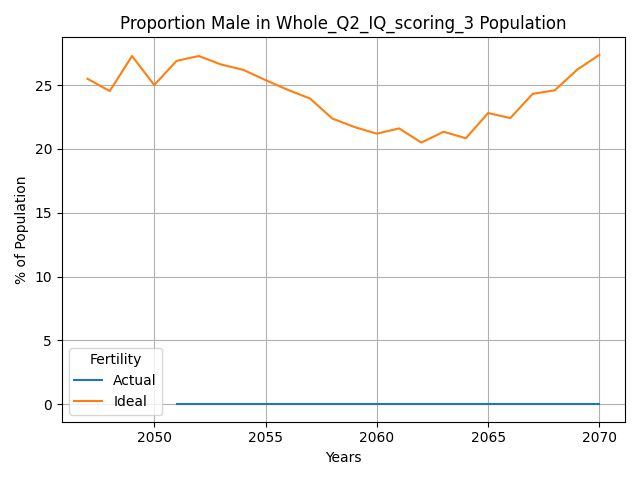 Proportion Male in Whole_Q2_IQ_scoring_3 Population
% of Population
25
20
15
10
5
0
Fertility
Actual
Ideal
2050 2055 2060 2065 2070
Years